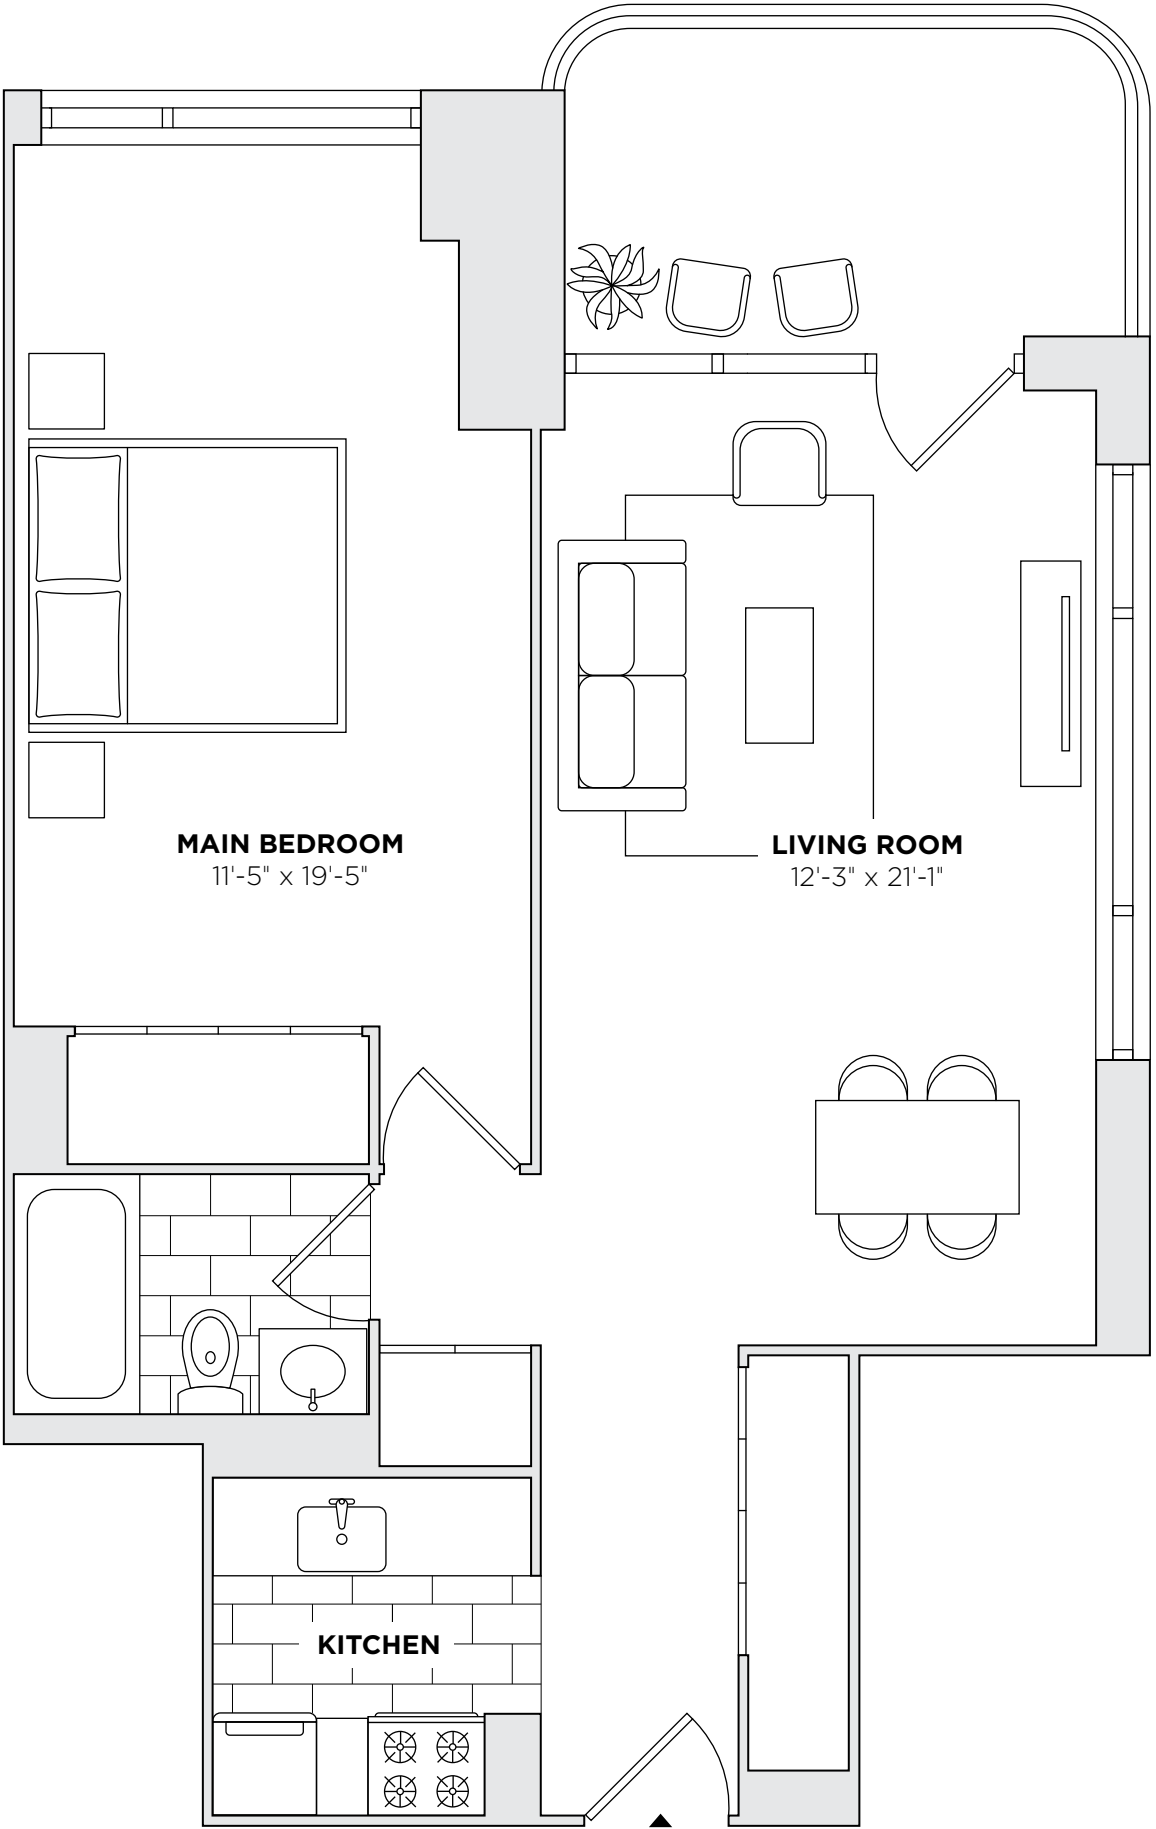 MAIN BEDROOM
11'-5" x 19'-5"
LIVING ROOM
12'-3" x 21'-1"
KITCHEN